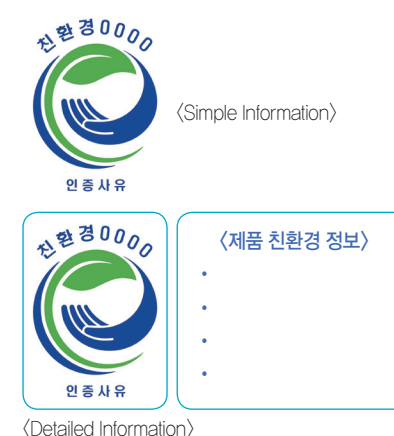 친환경0000
〈Simple Information〉
인증사유
친환경0000
〈제품 친환경 정보〉
•
•
•
•
인증사유
〈Detailed Information〉